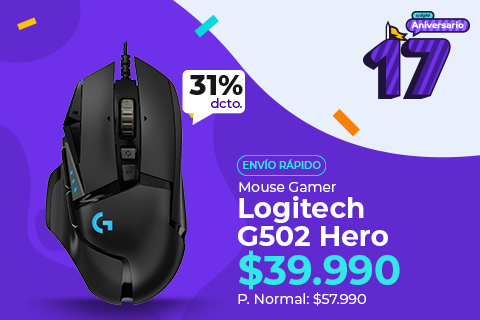 Aniversario
17
31%
dcto.
ENVÍO RÁPIDO
Mouse Gamer
Logitech
G502 Hero
$39.990
P. Normal: $57.990